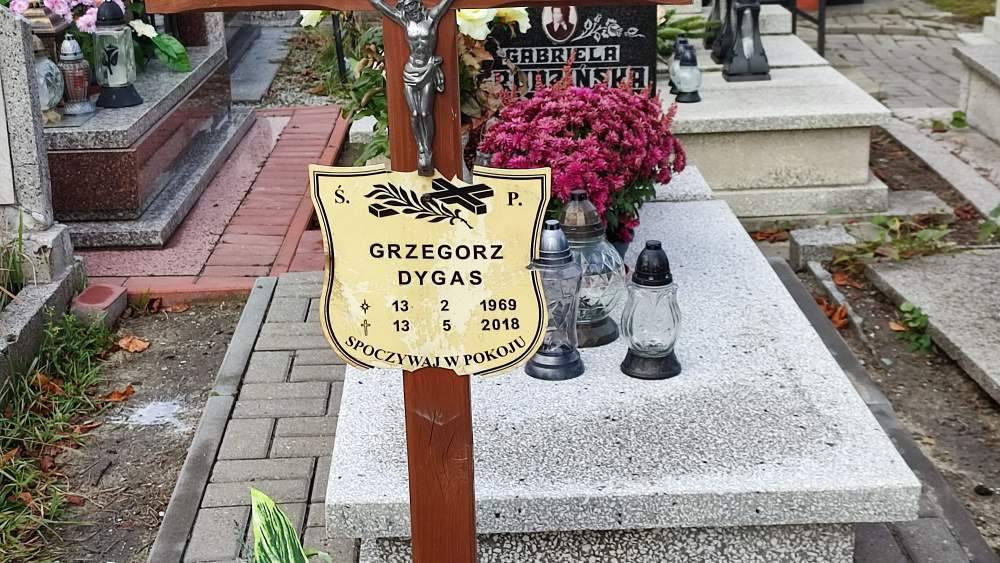 GABRIELA
Ś. P.
GRZEGORZ
DYGAS
13 2 1969
13 5 2018
SPOCZYWAJ W POKOJU